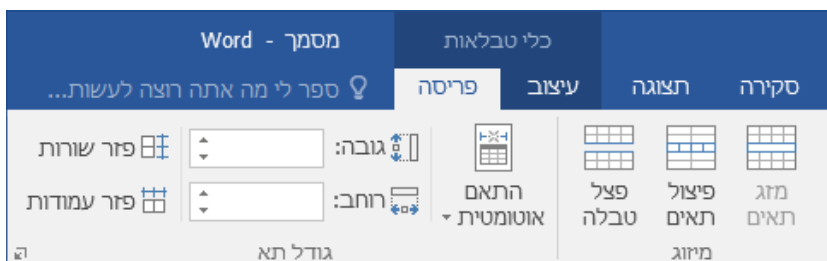 כלי טבלאות
מסמך - Word
סקירה
תצוגה
עיצוב
פריסה
ספר לי מה אתה רוצה לעשות...
מזג תאים
פיצול תאים
פצל טבלה
מיזוג
התאם אוטומטית
גובה:
רוחב:
פזר שורות
פזר עמודות
גודל תא